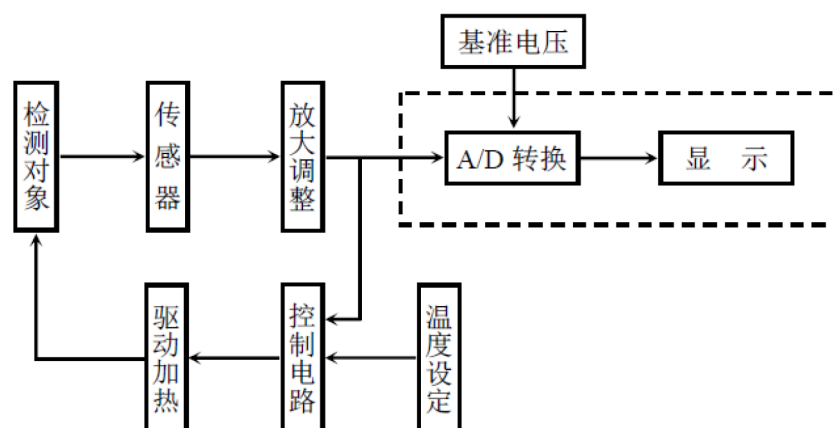 基准电压
检测对象
传感器
放大调整
A/D 转换
显 示
驱动加热
控制电路
温度设定